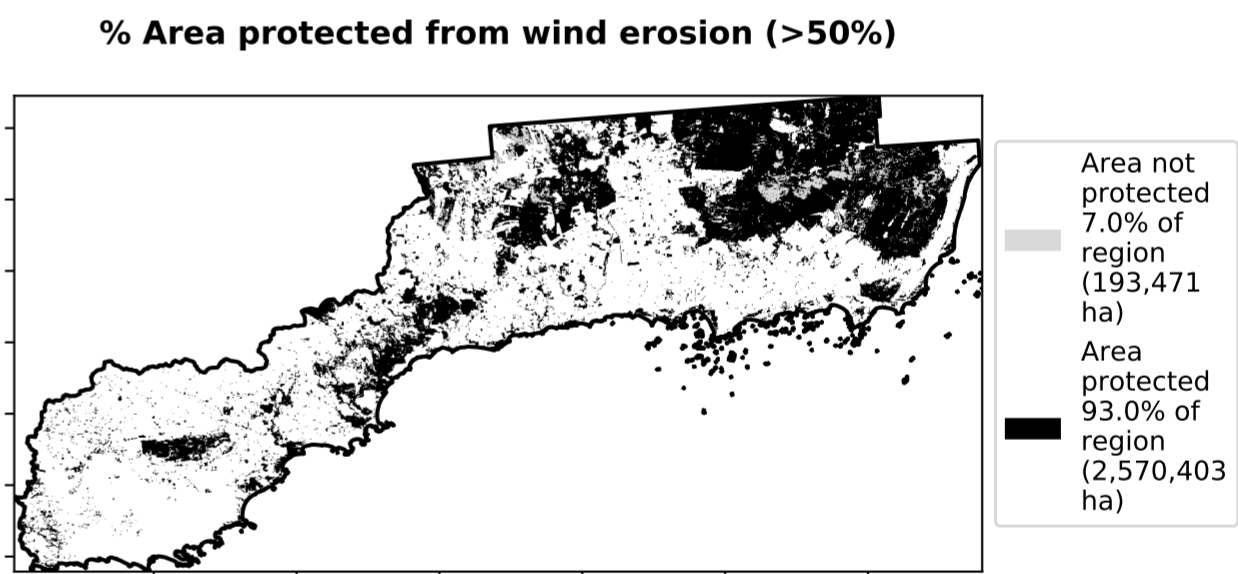 % Area protected from wind erosion (>50%)
Area not
protected
7.0% of
region
(193,471
ha)
Area
protected
93.0% of
region
(2,570,403
ha)